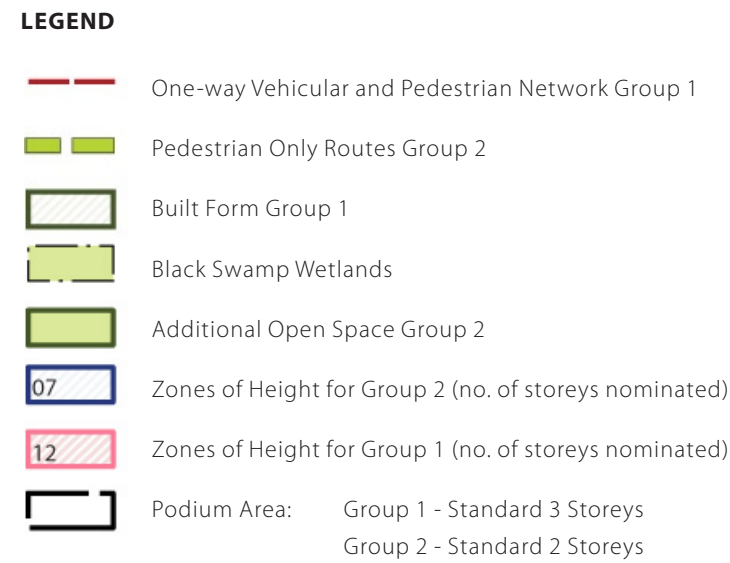 LEGEND
One-way Vehicular and Pedestrian Network Group 1
Pedestrian Only Routes Group 2
Built Form Group 1
Black Swamp Wetlands
Additional Open Space Group 2
07 Zones of Height for Group 2 (no. of storeys nominated)
12 Zones of Height for Group 1 (no. of storeys nominated)
Podium Area: Group 1 - Standard 3 Storeys
Group 2 - Standard 2 Storeys